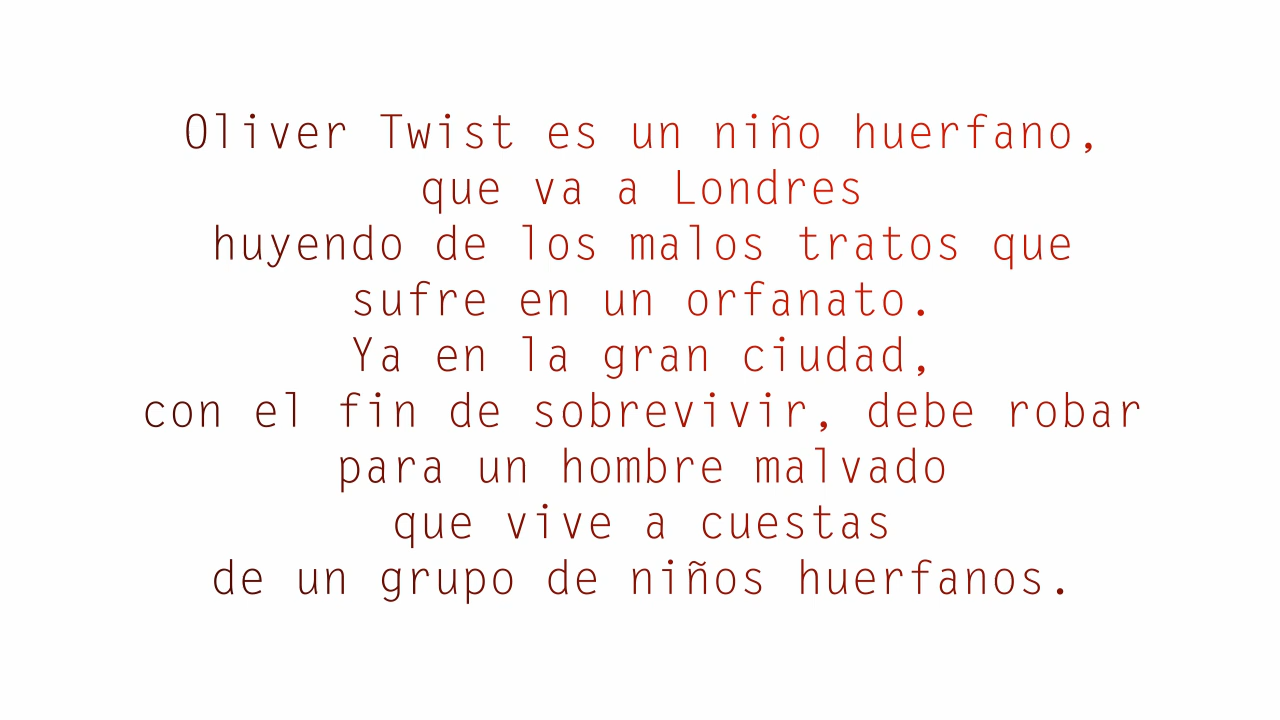 Oliver Twist es un niño huerfano,
que va a Londres
huyendo de los malos tratos que
sufre en un orfanato.
Ya en la gran ciudad,
con el fin de sobrevivir, debe robar
para un hombre malvado
que vive a cuestas
de un grupo de niños huerfanos.